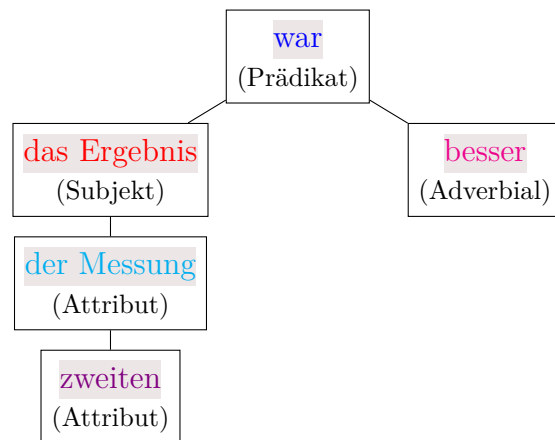 war
(Prädikat)
das Ergebnis
(Subjekt)
besser
(Adverbial)
der Messung
(Attribut)
zweiten
(Attribut)